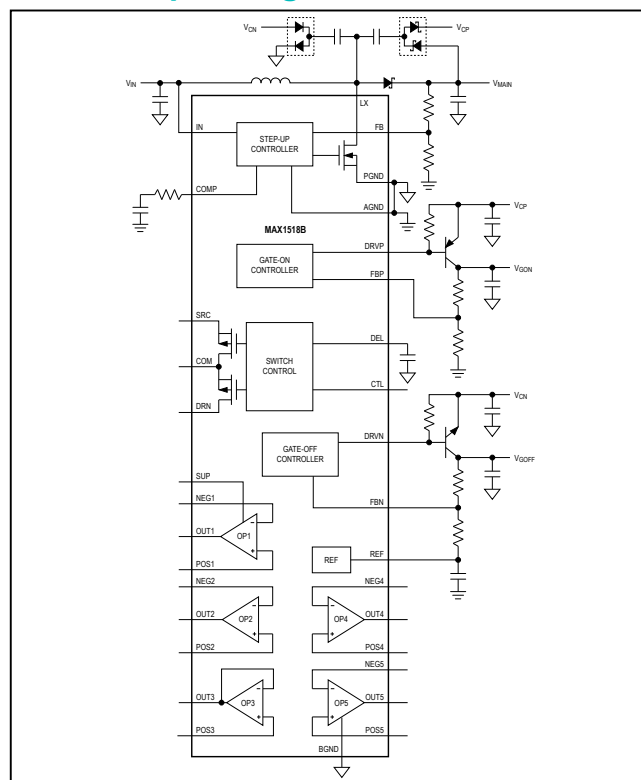 VCN
VCP
VIN
VMAIN
LX
IN
FB
STEP-UP
CONTROLLER
PGND
COMP
AGND
MAX1518B
VCP
DRVP
GATE-ON
CONTROLLER
VGON
FBP
SRC
DEL
COM
SWITCH
CONTROL
CTL
DRN
VCN
DRVN
GATE-OFF
CONTROLLER
VGOFF
SUP
FBN
NEG1
-
OUT1
OP1
+
REF
REF
POS1
NEG2
NEG4
-
-
OUT2
OP2
OP4
OUT4
+
+
POS2
POS4
NEG5
-
-
OUT3
OP3
OP5
OUT5
+
+
POS3
POS5
BGND